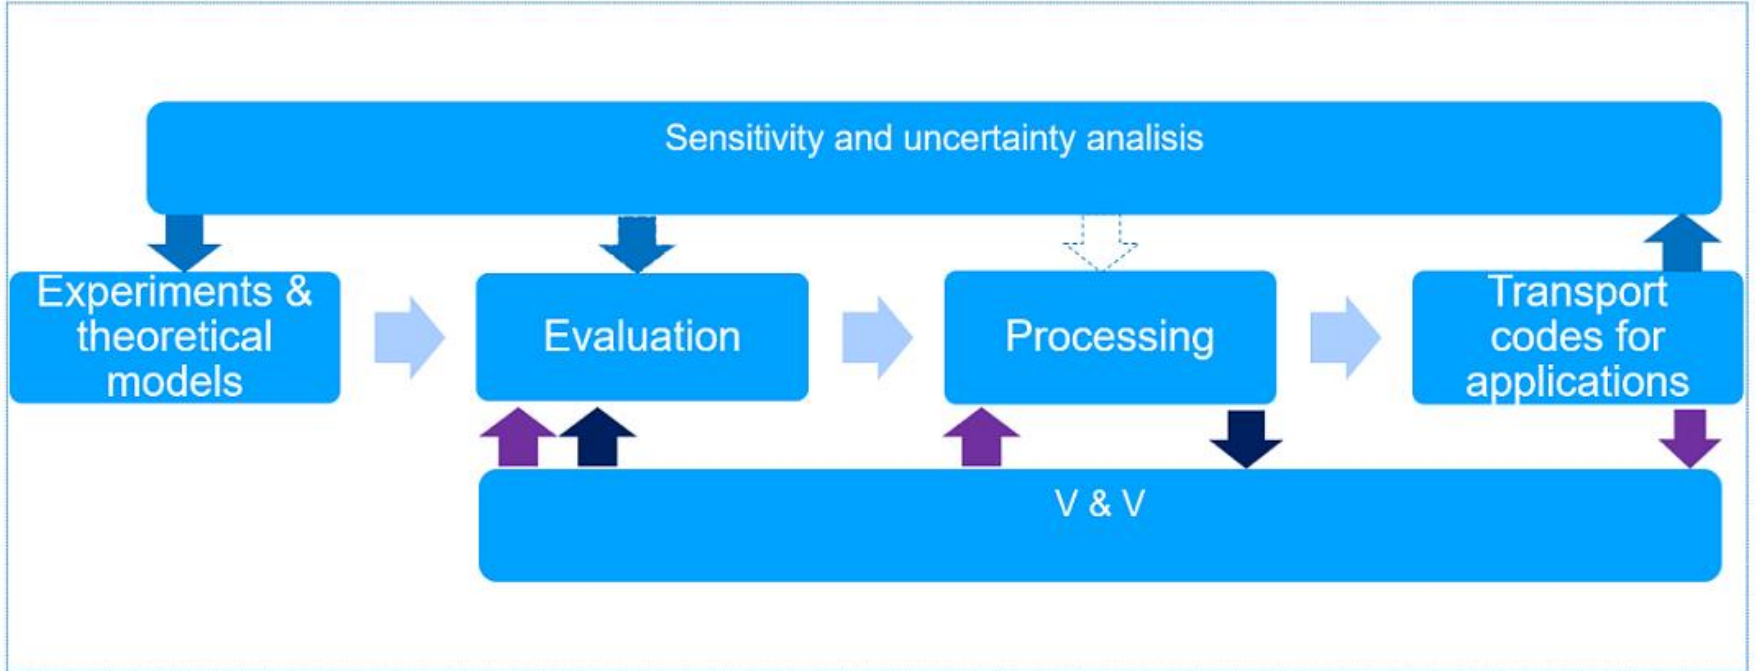 Sensitivity and uncertainty analisis
Experiments &
theoretical
models
Evaluation
Processing
Transport
codes for
applications
V & V